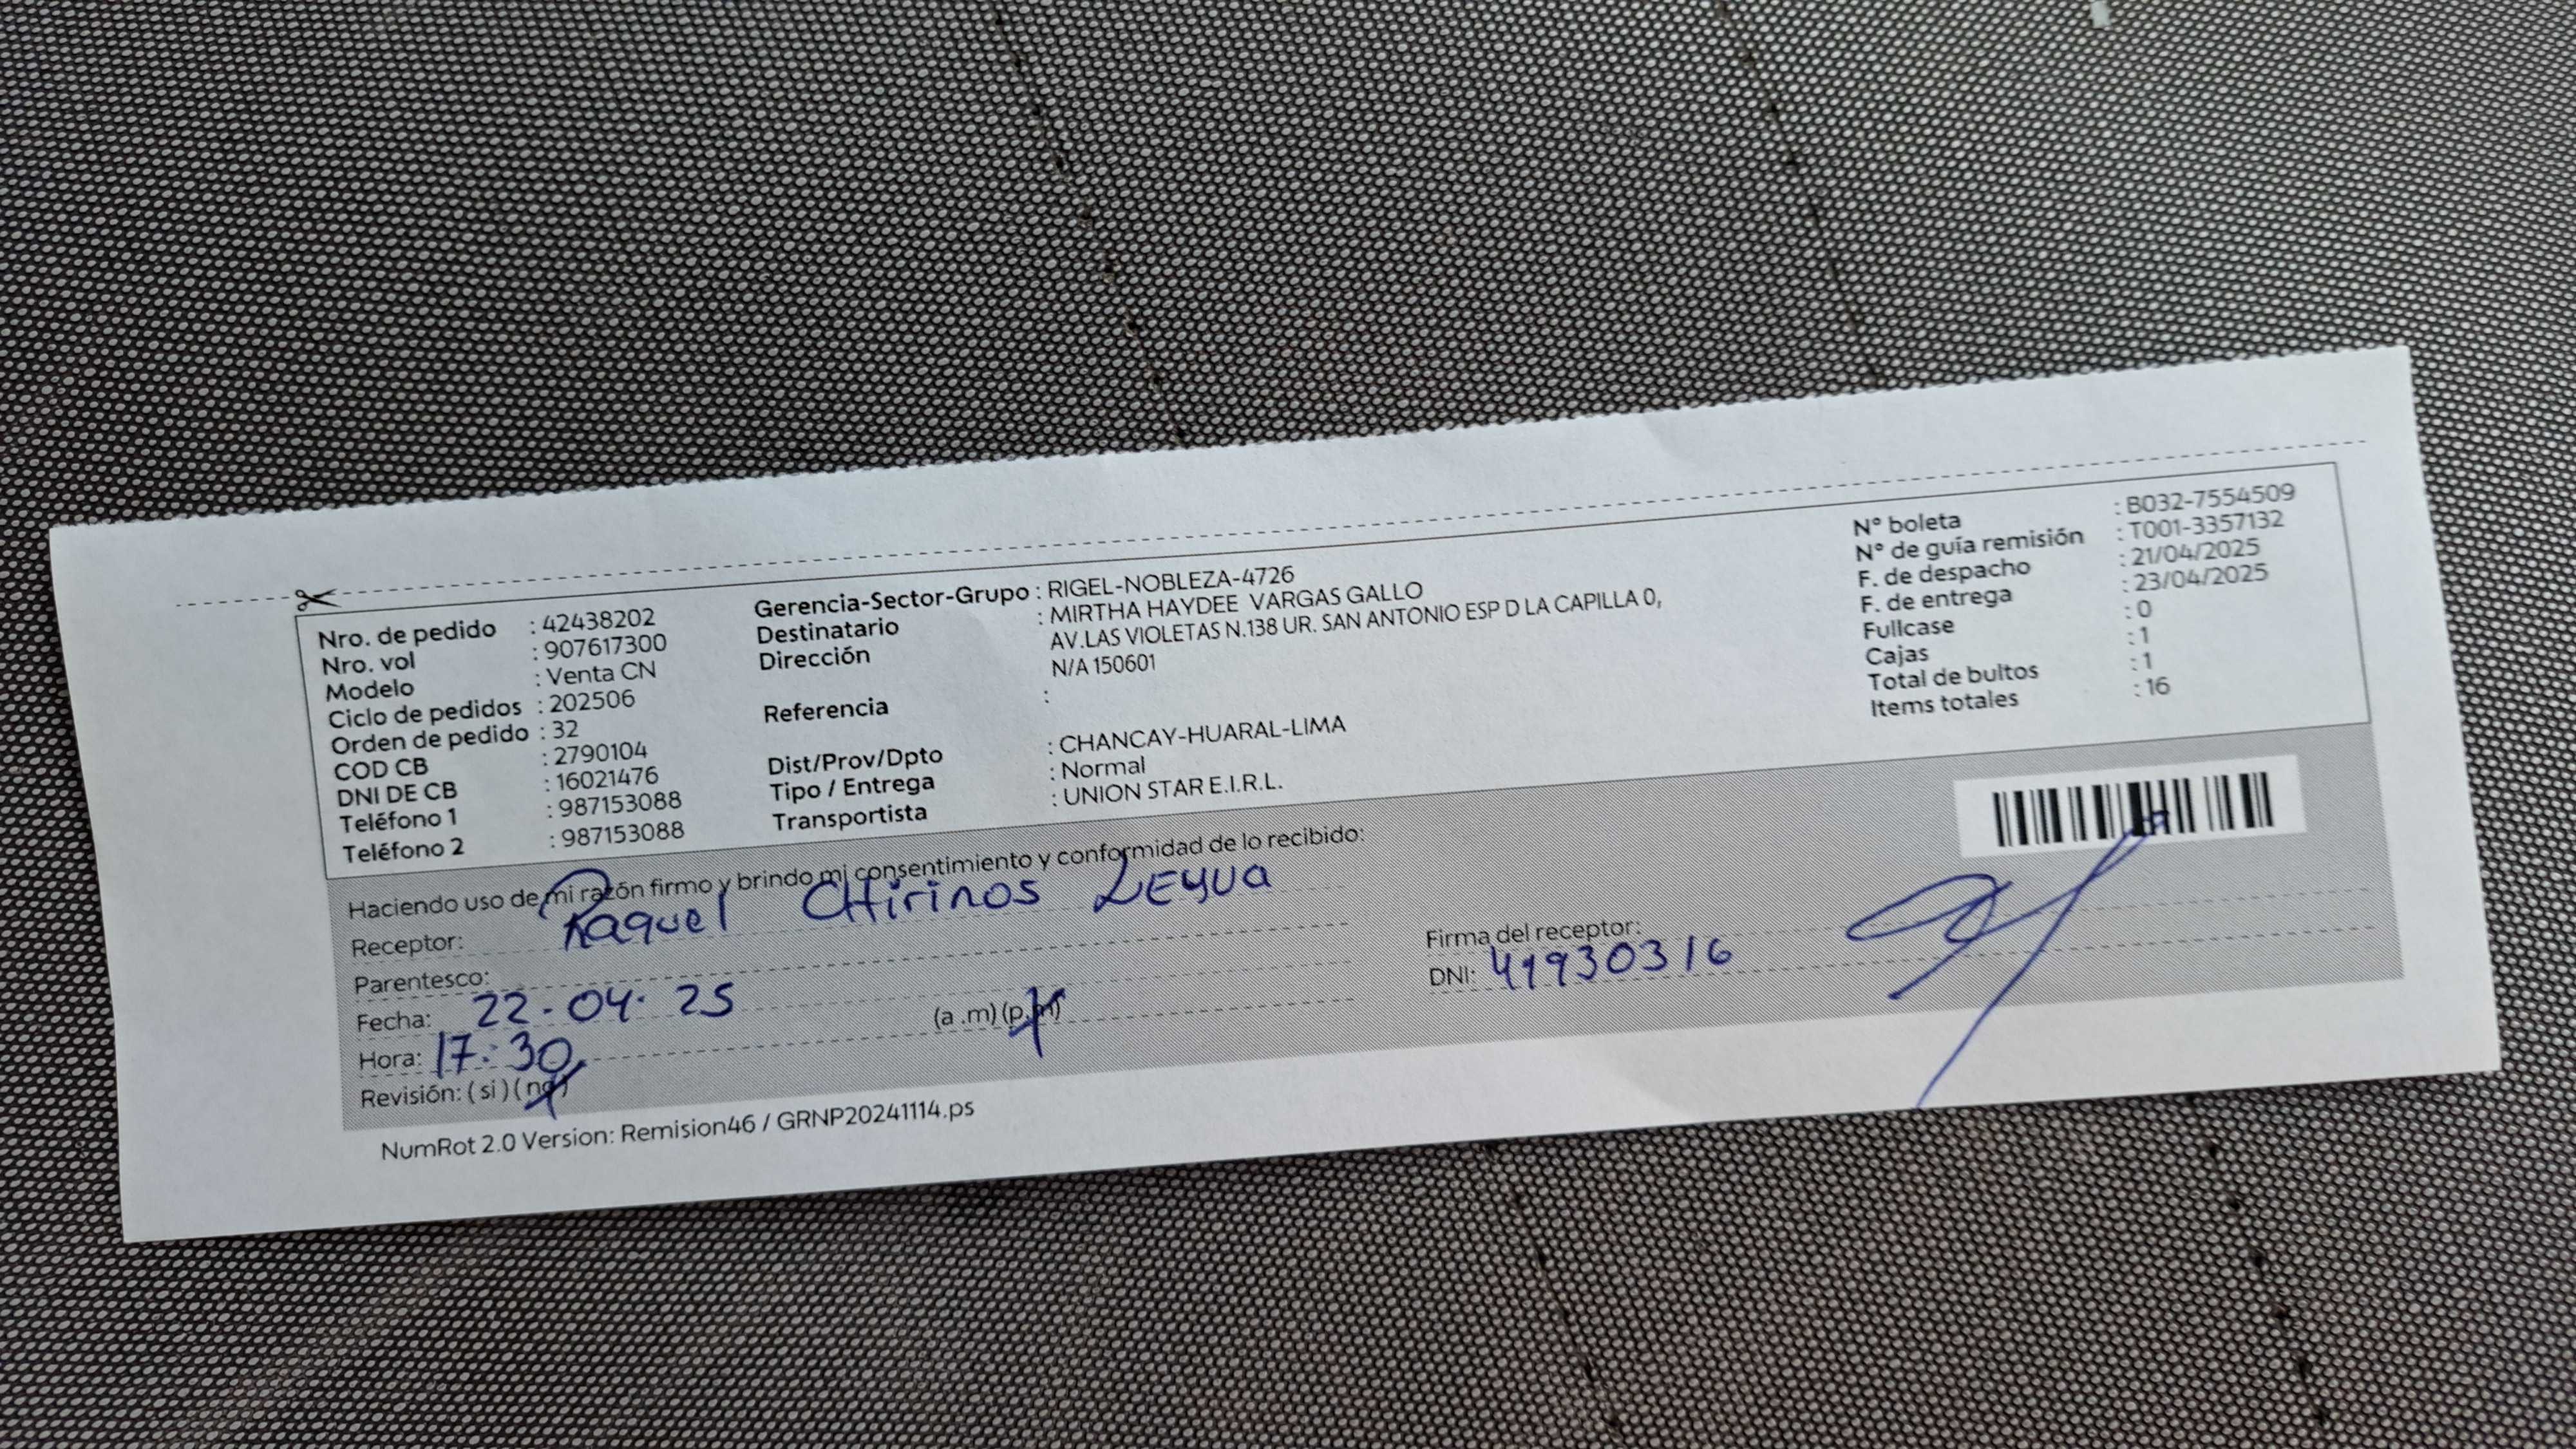 Nro. de pedido : 42438202
Nro. vol : 907617300
Modelo : Venta CN
Ciclo de pedidos : 202506
Orden de pedido : 32
COD CB : 2790104
DNI DE CB : 16021476
Teléfono 1 : 987153088
Teléfono 2 : 987153088
Gerencia-Sector-Grupo : RIGEL-NOBLEZA-4726
Destinatario : MIRTHA HAYDEE VARGAS GALLO
Dirección AV.LAS VIOLETAS N.138 UR. SAN ANTONIO ESP D LA CAPILLA 0,
N/A 150601
Referencia :
Dist/Prov/Dpto : CHANCAY-HUARAL-LIMA
Tipo / Entrega : Normal
Transportista : UNION STAR E.I.R.L.
N° boleta : B032-7554509
N° de guía remisión : T001-3357132
F. de despacho : 21/04/2025
F. de entrega : 23/04/2025
Fullcase : 0
Cajas : 1
Total de bultos : 1
Items totales : 16
Haciendo uso de mi razón firmo y brindo mi consentimiento y conformidad de lo recibido:
Receptor: Raquel CHirinos LEyua
Parentesco:
Fecha: 22-04-25
Hora: 17:30 (a .m) (p.m)
Revisión: ( si ) ( no )
Firma del receptor:
DNI: 41930316
NumRot 2.0 Version: Remision46 / GRNP20241114.ps